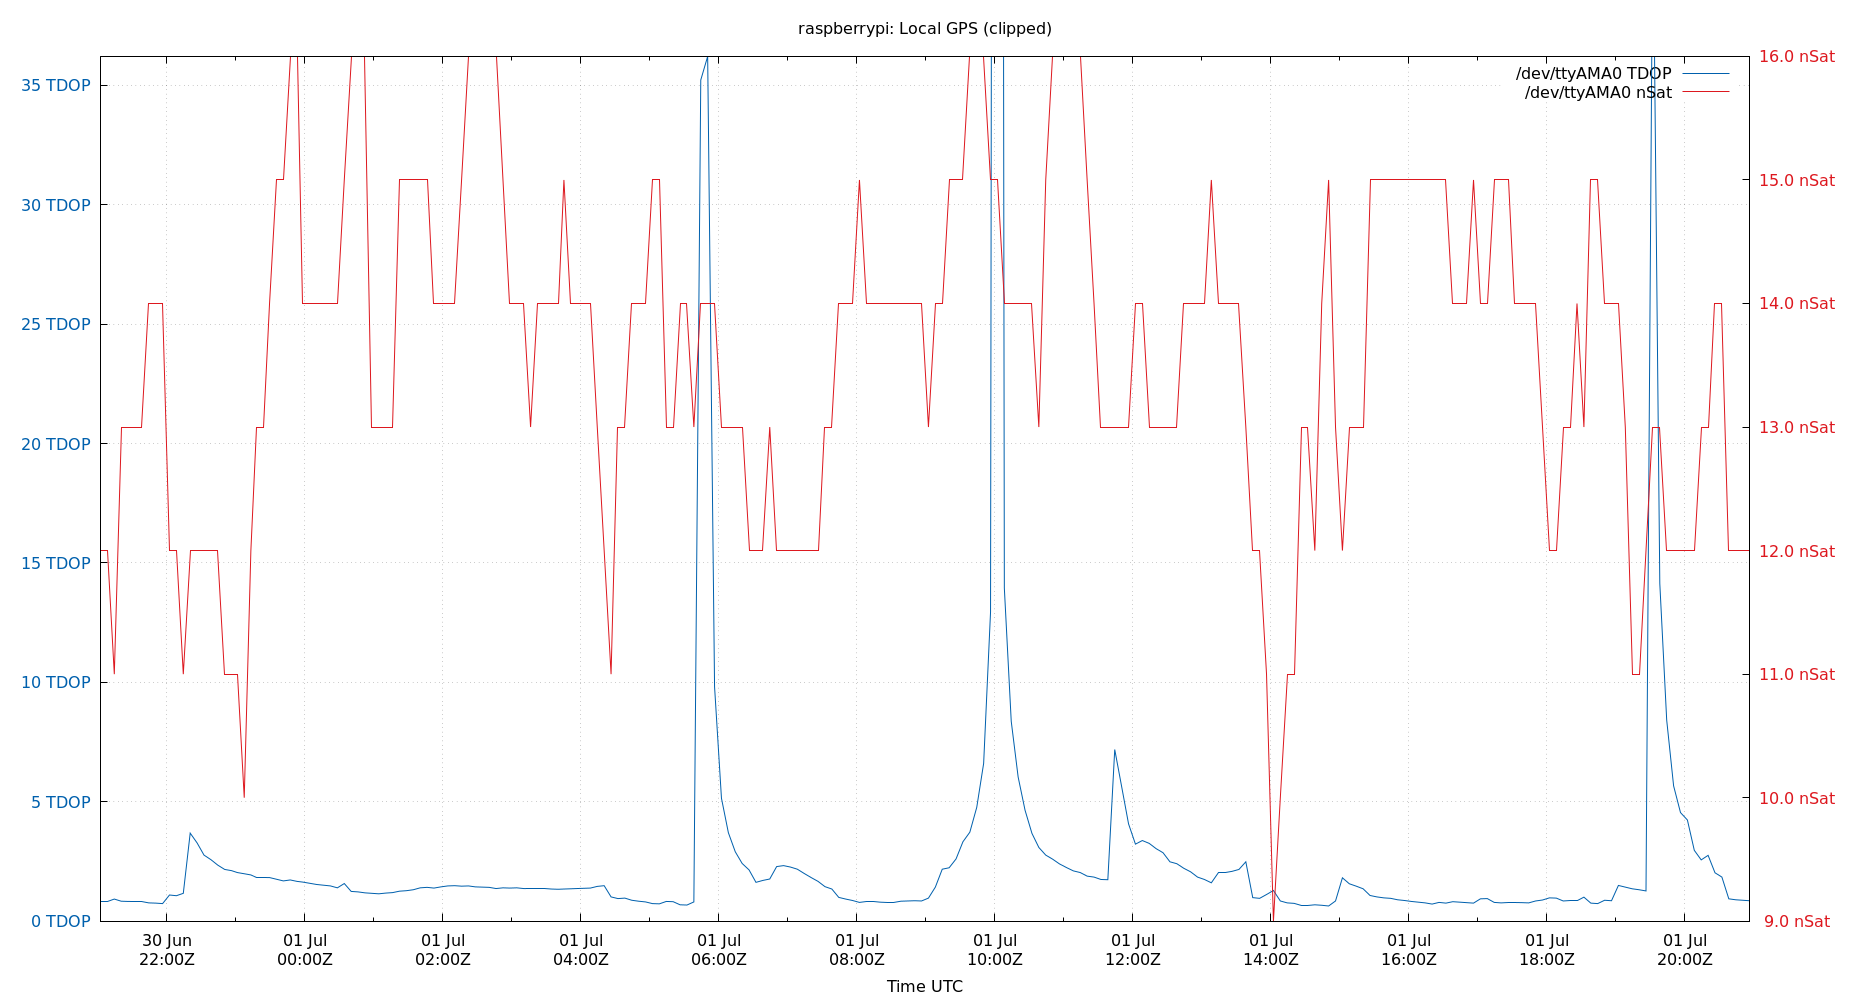 raspberrypi: Local GPS (clipped)
/dev/ttyAMA0 TDOP
/dev/ttyAMA0 nSat
35 TDOP
30 TDOP
25 TDOP
20 TDOP
15 TDOP
10 TDOP
5 TDOP
0 TDOP
16.0 nSat
15.0 nSat
14.0 nSat
13.0 nSat
12.0 nSat
11.0 nSat
10.0 nSat
9.0 nSat
30 Jun
22:00Z
01 Jul
00:00Z
01 Jul
02:00Z
01 Jul
04:00Z
01 Jul
06:00Z
01 Jul
08:00Z
01 Jul
10:00Z
01 Jul
12:00Z
01 Jul
14:00Z
01 Jul
16:00Z
01 Jul
18:00Z
01 Jul
20:00Z
Time UTC